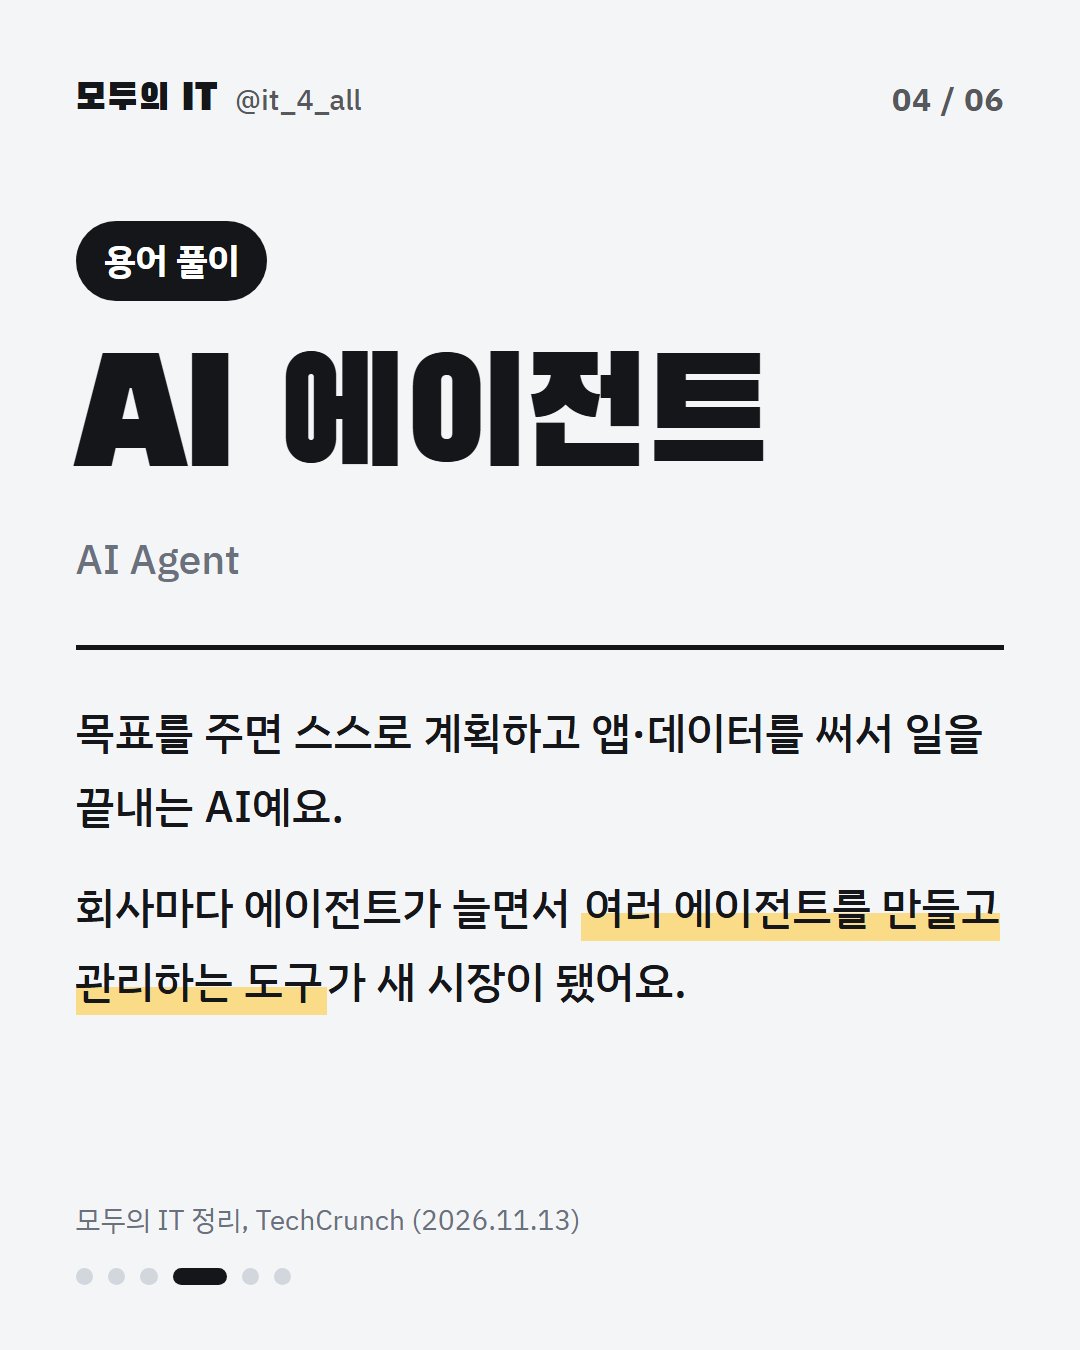 모두의 IT @it_4_all
04 / 06
용어 풀이
AI 에이전트
AI Agent
목표를 주면 스스로 계획하고 앱·데이터를 써서 일을
끝내는 AI예요.
회사마다 에이전트가 늘면서 여러 에이전트를 만들고
관리하는 도구가 새 시장이 됐어요.
모두의 IT 정리, TechCrunch (2026.11.13)